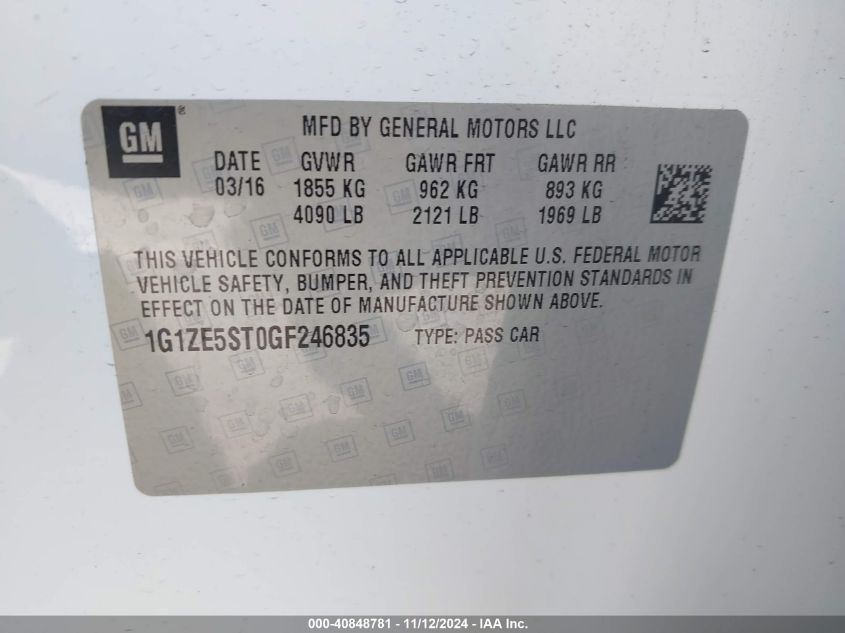 GM ®
MFD BY GENERAL MOTORS LLC
DATE GVWR GAWR FRT GAWR RR
03/16 1855 KG 962 KG 893 KG
4090 LB 2121 LB 1969 LB
THIS VEHICLE CONFORMS TO ALL APPLICABLE U.S. FEDERAL MOTOR
VEHICLE SAFETY, BUMPER, AND THEFT PREVENTION STANDARDS IN
EFFECT ON THE DATE OF MANUFACTURE SHOWN ABOVE.
1G1ZE5ST0GF246835 TYPE: PASS CAR
000-40848781 - 11/12/2024 - IAA Inc.